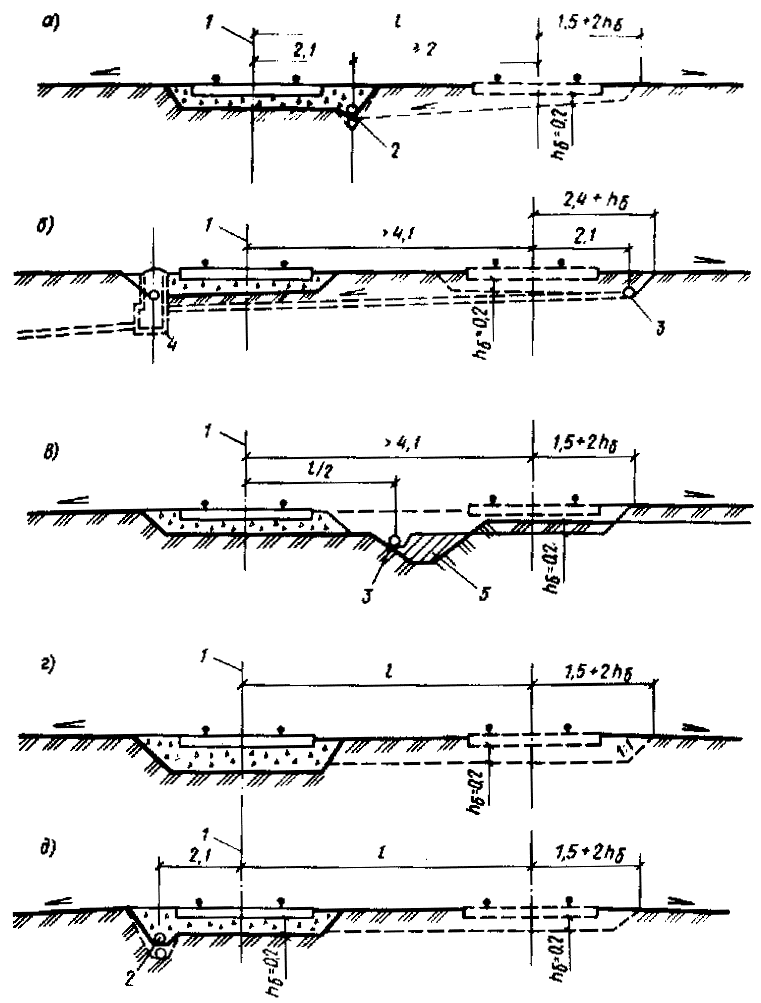 а) 1 l 1,5+2hб
2,1 ≥2
2
hб=0,2
б) 1 2,4+hб
>4,1 2,1
hб=0,2
4 3
в) 1 >4,1 1,5+2hб
l/2
3 5
hб=0,2
г) 1 l 1,5+2hб
1:1
hб=0,2
д) 1
2,1 l 1,5+2hб
2
hб=0,2 hб=0,2